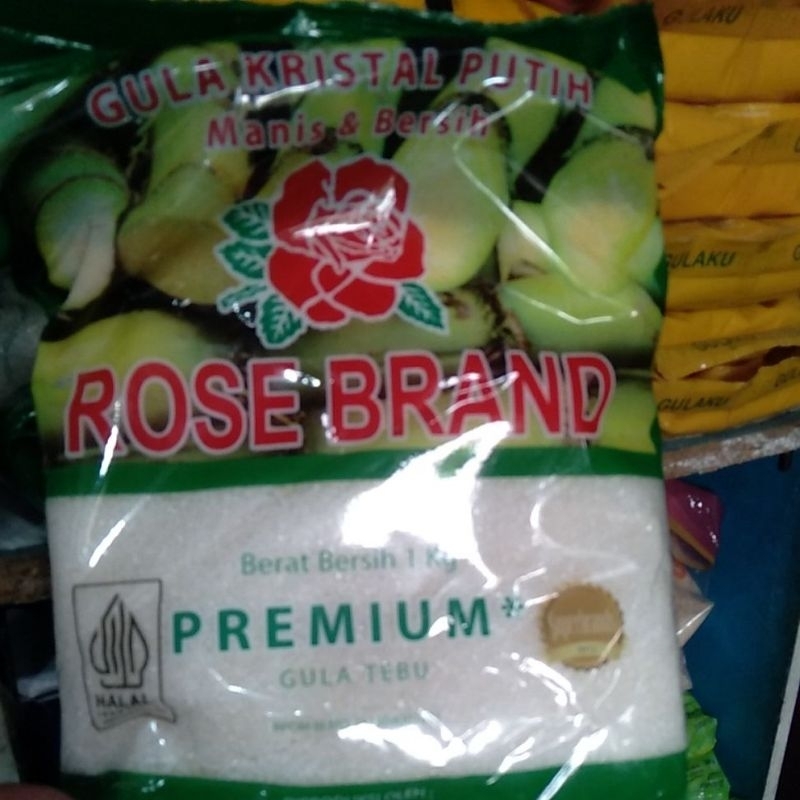 GULA KRISTAL PUTIH
Manis & Bersih
ROSE BRAND
Berat Bersih 1 Kg
PREMIUM*
GULA TEBU
HALAL
GULAKU
GULAKU
GULAKU